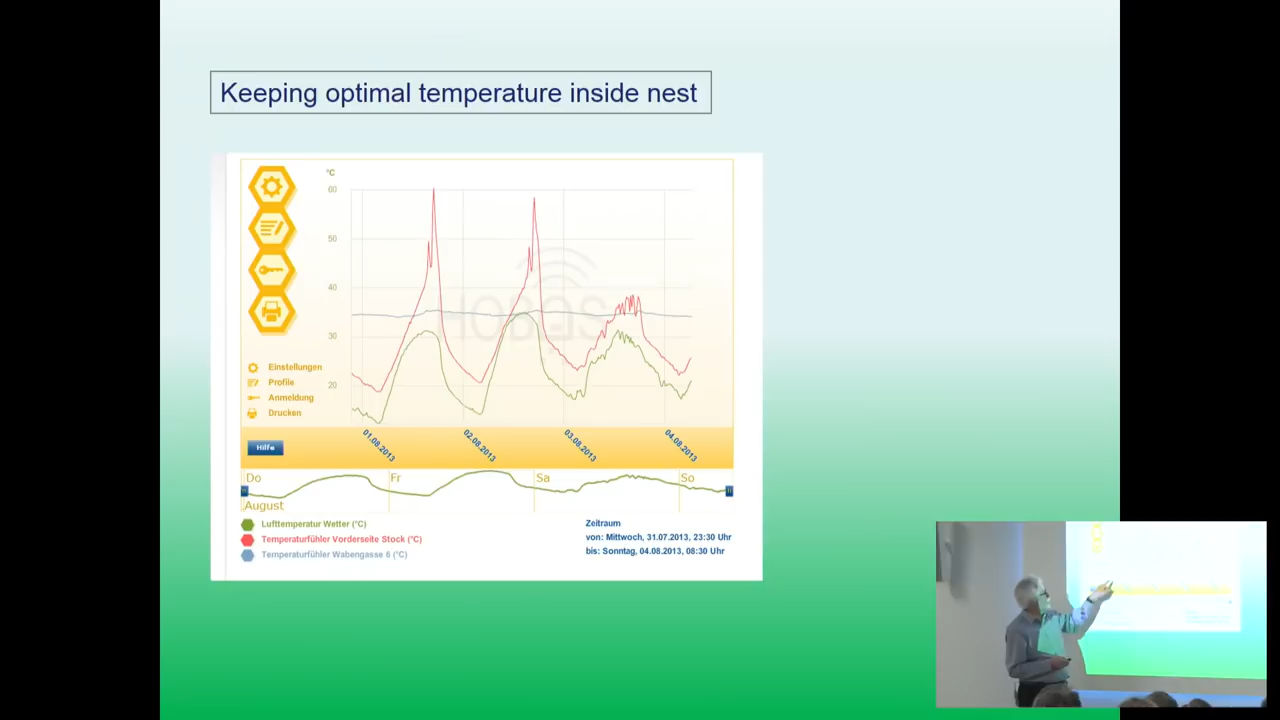 Keeping optimal temperature inside nest
°C
60
50
40
30
20
HOBOS
Einstellungen
Profile
Anmeldung
Drucken
Hilfe
01.08.2013
02.08.2013
03.08.2013
04.08.2013
Do
Fr
Sa
So
August
Lufttemperatur Wetter (°C)
Temperaturfühler Vorderseite Stock (°C)
Temperaturfühler Wabengasse 6 (°C)
Zeitraum
von: Mittwoch, 31.07.2013, 23:30 Uhr
bis: Sonntag, 04.08.2013, 08:30 Uhr